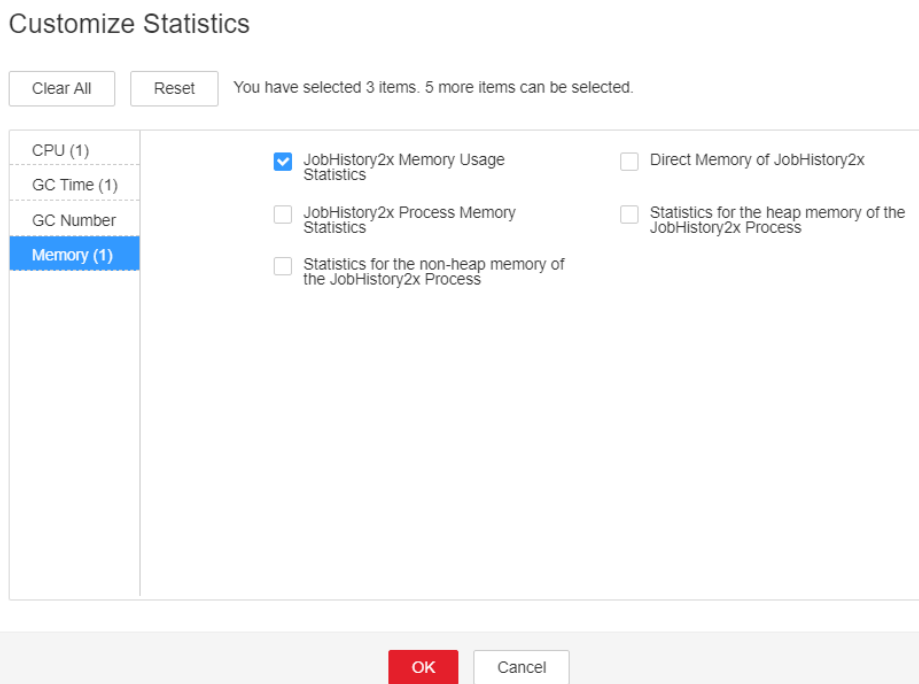 Customize Statistics
Clear All
Reset
You have selected 3 items. 5 more items can be selected.
CPU (1)
GC Time (1)
GC Number
Memory (1)
JobHistory2x Memory Usage
Statistics
Direct Memory of JobHistory2x
JobHistory2x Process Memory
Statistics
Statistics for the heap memory of the
JobHistory2x Process
Statistics for the non-heap memory of
the JobHistory2x Process
OK
Cancel